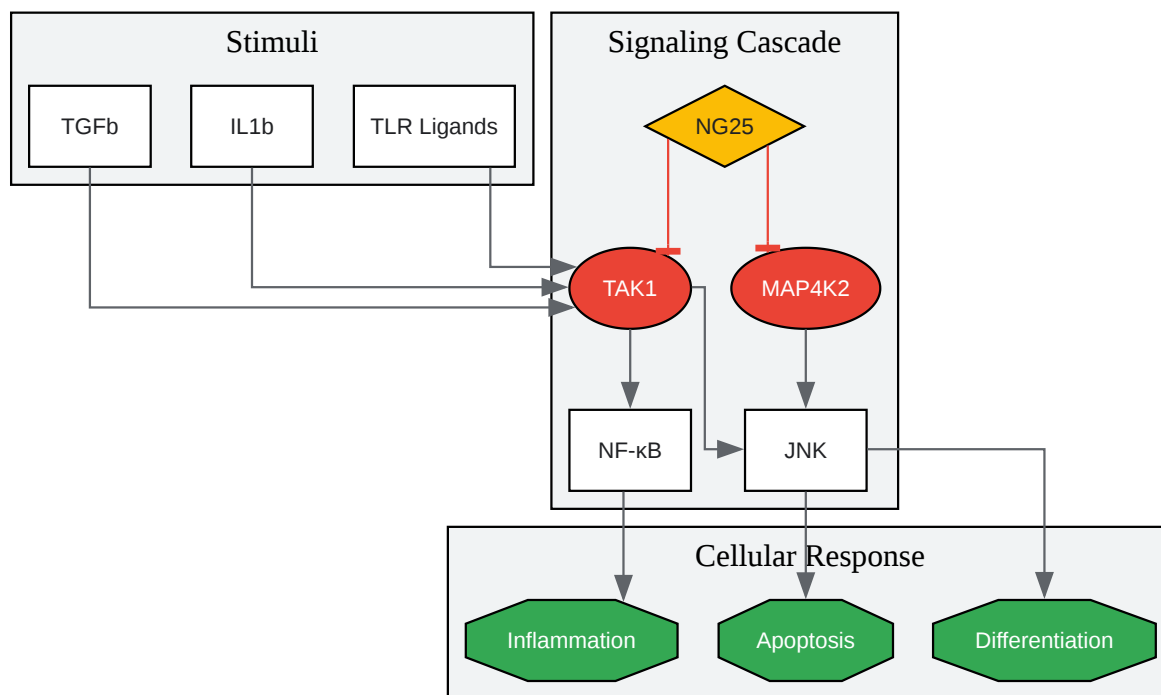 Stimuli
Signaling Cascade
TGFb
IL1b
TLR Ligands
NG25
TAK1
MAP4K2
NF-κB
JNK
Cellular Response
Inflammation
Apoptosis
Differentiation